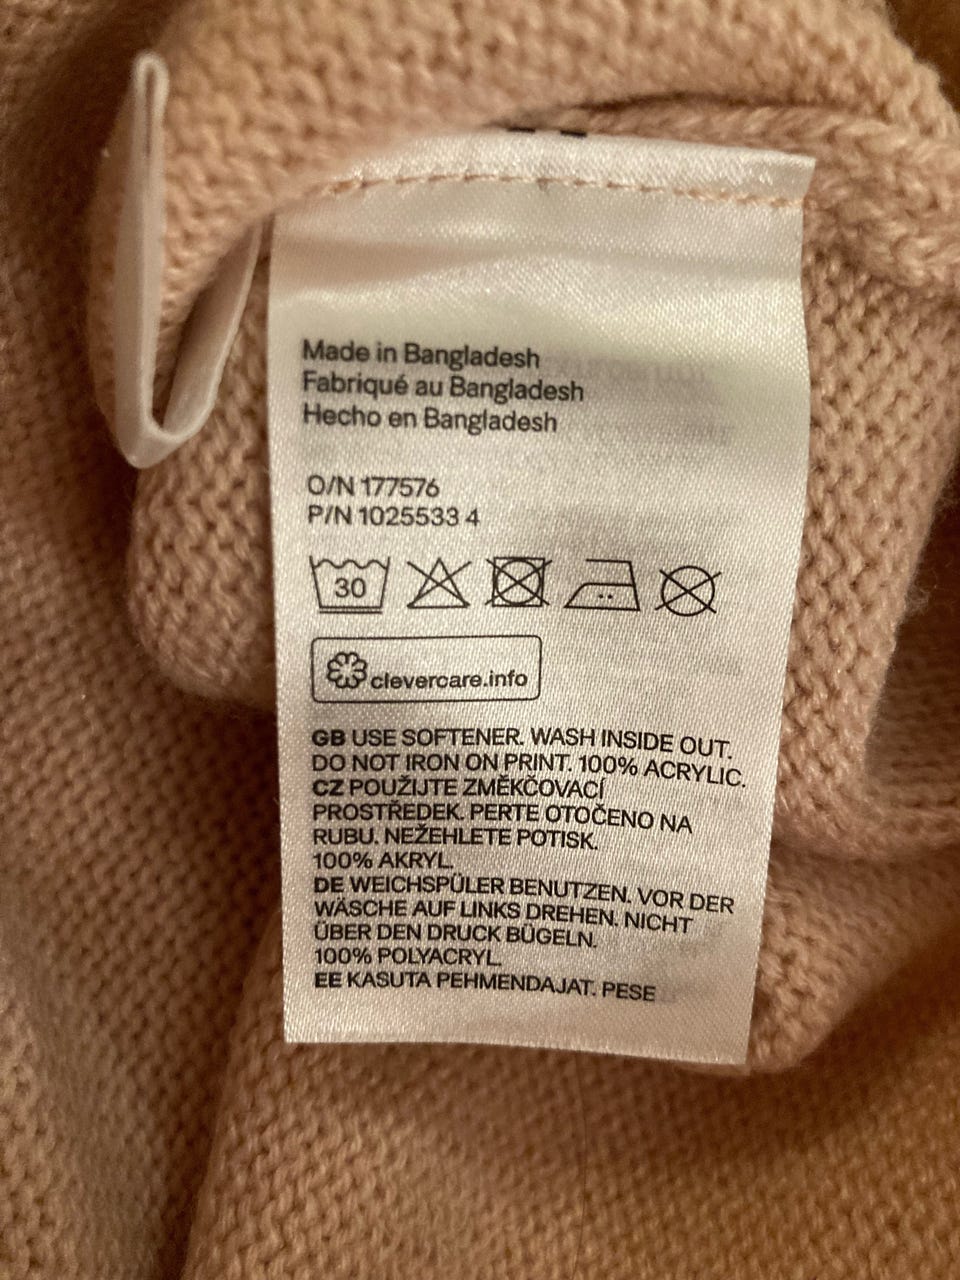 Made in Bangladesh
Fabriqué au Bangladesh
Hecho en Bangladesh
O/N 177576
P/N 1025533 4
30
clevercare.info
GB USE SOFTENER. WASH INSIDE OUT.
DO NOT IRON ON PRINT. 100% ACRYLIC.
CZ POUŽIJTE ZMĚKČOVACÍ
PROSTŘEDEK. PERTE OTOČENO NA
RUBU. NEŽEHLETE POTISK.
100% AKRYL.
DE WEICHSPÜLER BENUTZEN. VOR DER
WÄSCHE AUF LINKS DREHEN. NICHT
ÜBER DEN DRUCK BÜGELN.
100% POLYACRYL.
EE KASUTA PEHMENDAJAT. PESE